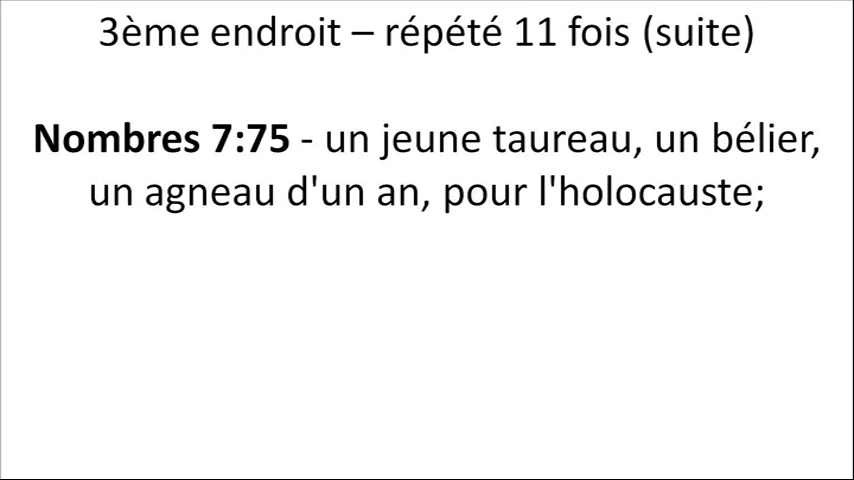 3ème endroit – répété 11 fois (suite)
Nombres 7:75 - un jeune taureau, un bélier,
un agneau d'un an, pour l'holocauste;